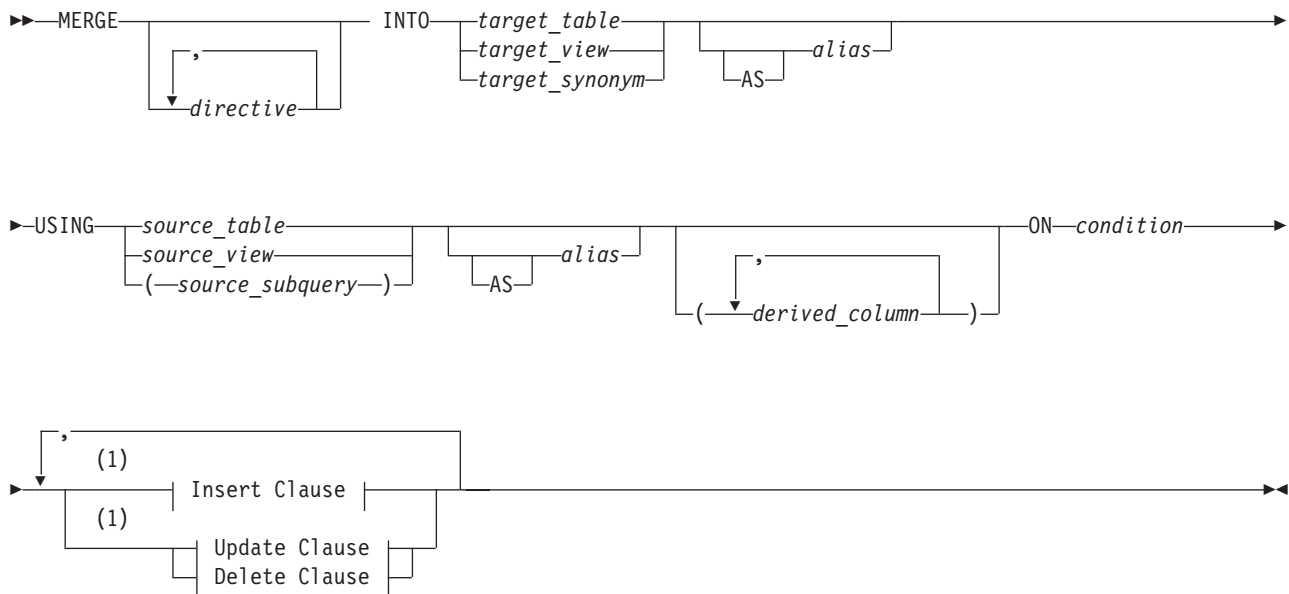 MERGE INTO target_table
, target_view alias
directive target_synonym AS
USING source_table ON condition
source_view alias ,
( source_subquery ) AS ( derived_column )
,
(1)
Insert Clause
(1)
Update Clause
Delete Clause